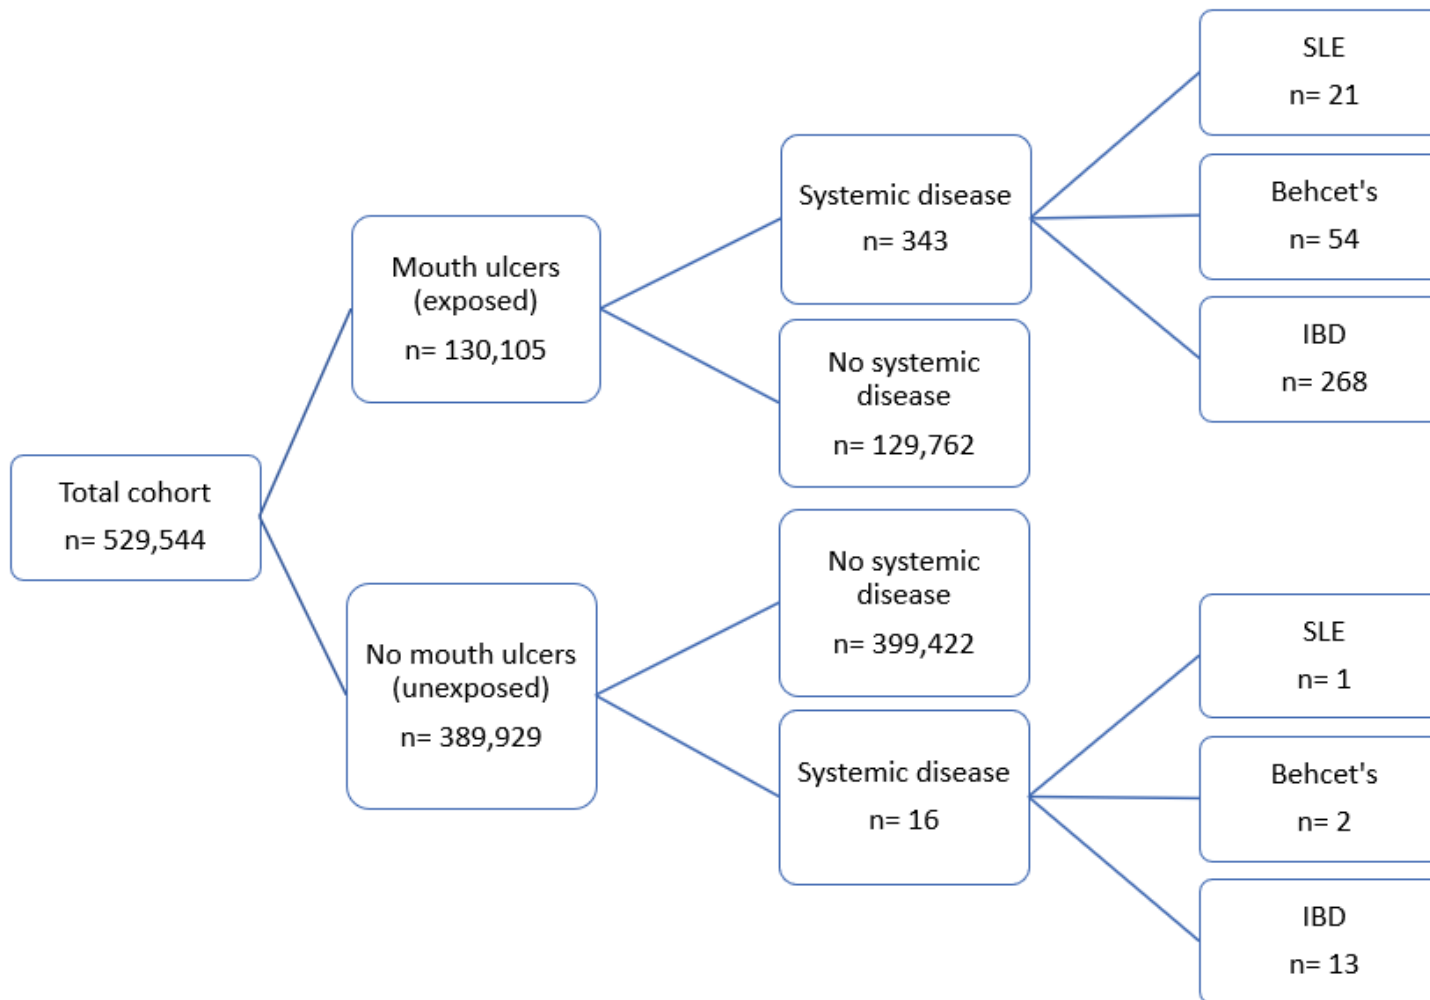 Total cohort
n= 529,544
Mouth ulcers
(exposed)
n= 130,105
No mouth ulcers
(unexposed)
n= 389,929
Systemic disease
n= 343
No systemic
disease
n= 129,762
No systemic
disease
n= 399,422
Systemic disease
n= 16
SLE
n= 21
Behcet's
n= 54
IBD
n= 268
SLE
n= 1
Behcet's
n= 2
IBD
n= 13